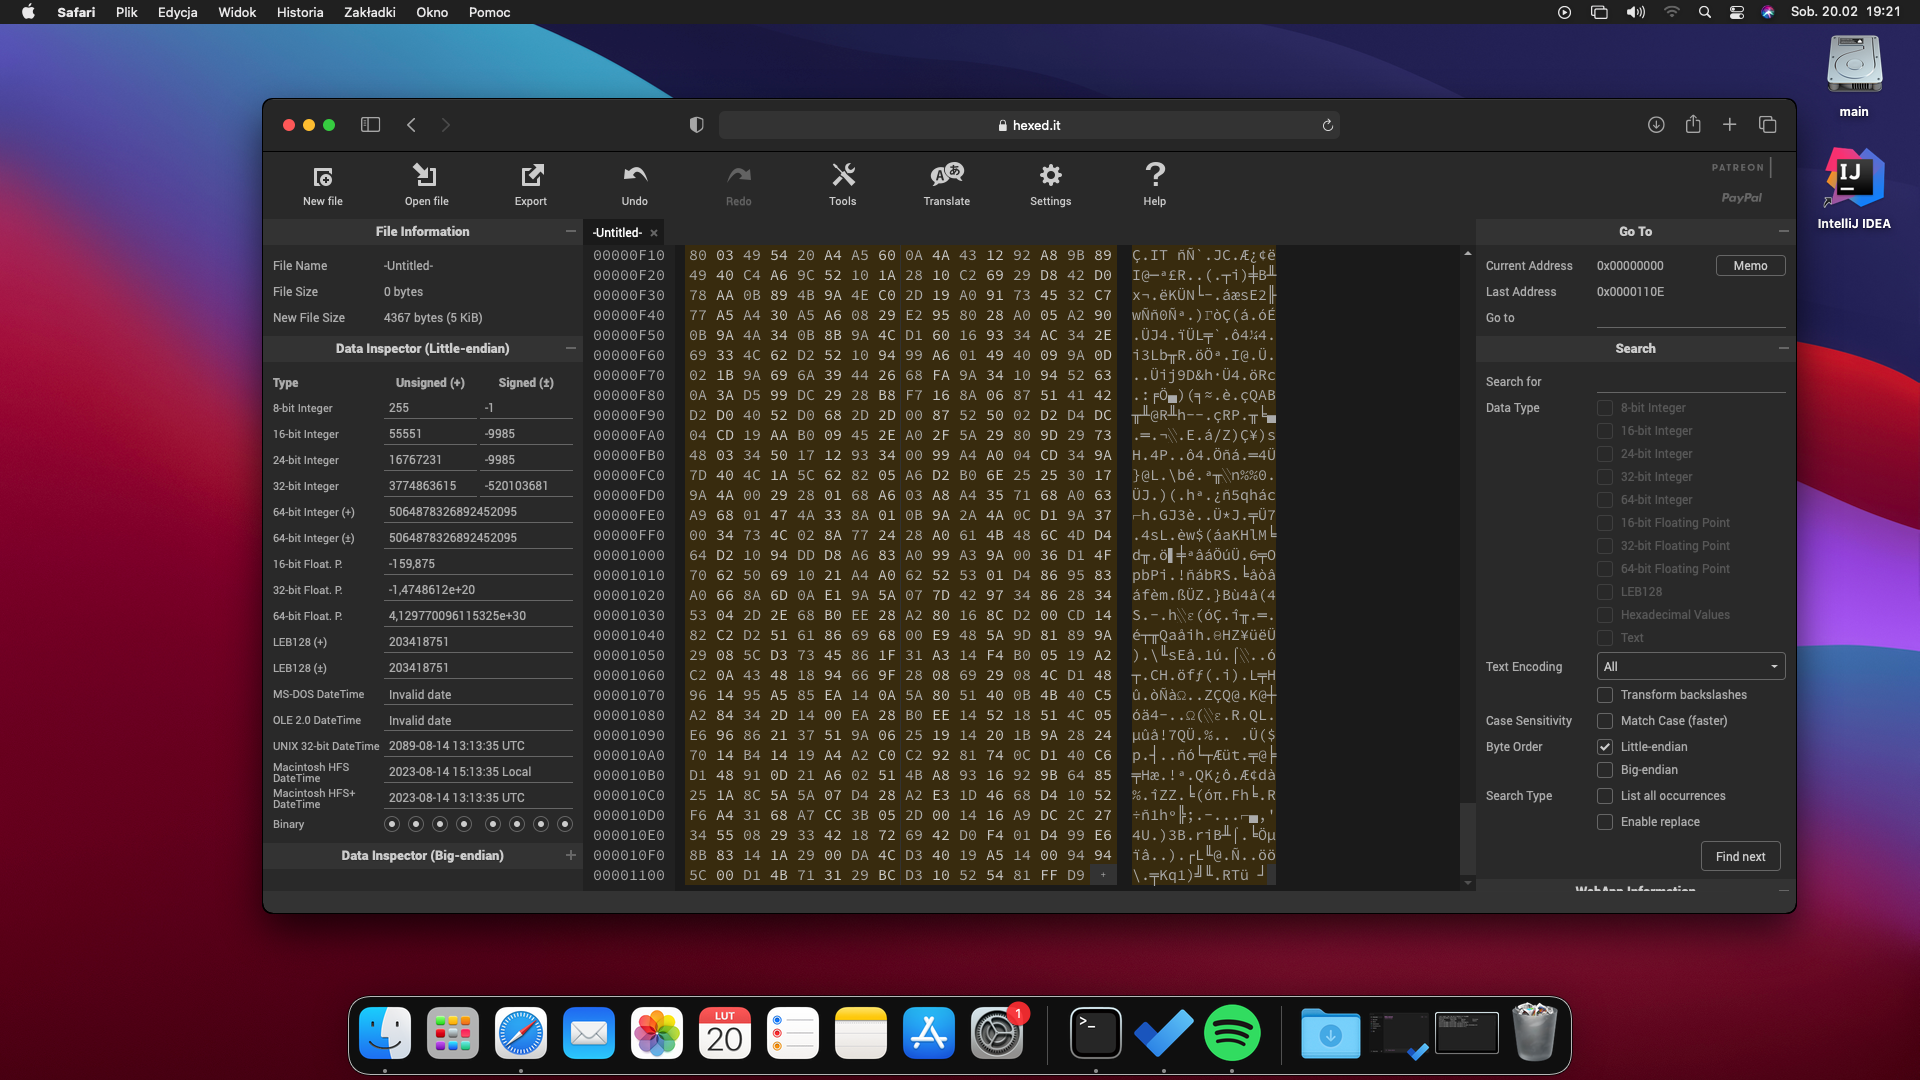 Safari Plik Edycja Widok Historia Zakładki Okno Pomoc Sob. 20.02 19:21
main
IntelliJ IDEA
hexed.it
New file Open file Export Undo Redo Tools Translate Settings Help
PATREON
PayPal
File Information
File Name -Untitled-
File Size 0 bytes
New File Size 4367 bytes (5 KiB)
Data Inspector (Little-endian)
Type Unsigned (+) Signed (±)
8-bit Integer 255 -1
16-bit Integer 55551 -9985
24-bit Integer 16767231 -9985
32-bit Integer 3774863615 -520103681
64-bit Integer (+) 5064878326892452095
64-bit Integer (±) 5064878326892452095
16-bit Float. P. -159,875
32-bit Float. P. -1,4748612e+20
64-bit Float. P. 4,129770096115325e+30
LEB128 (+) 203418751
LEB128 (±) 203418751
MS-DOS DateTime Invalid date
OLE 2.0 DateTime Invalid date
UNIX 32-bit DateTime 2089-08-14 13:13:35 UTC
Macintosh HFS DateTime 2023-08-14 15:13:35 Local
Macintosh HFS+ DateTime 2023-08-14 13:13:35 UTC
Binary
Data Inspector (Big-endian)
-Untitled-
00000F10 80 03 49 54 20 A4 A5 60 0A 4A 43 12 92 A8 9B 89
00000F20 49 40 C4 A6 9C 52 10 1A 28 10 C2 69 29 D8 42 D0
00000F30 78 AA 0B 89 4B 9A 4E C0 2D 19 A0 91 73 45 32 C7
00000F40 77 A5 A4 30 A5 A6 08 29 E2 95 80 28 A0 05 A2 90
00000F50 0B 9A 4A 34 0B 8B 9A 4C D1 60 16 93 34 AC 34 2E
00000F60 69 33 4C 62 D2 52 10 94 99 A6 01 49 40 09 9A 0D
00000F70 02 1B 9A 69 6A 39 44 26 68 FA 9A 34 10 94 52 63
00000F80 0A 3A D5 99 DC 29 28 B8 F7 16 8A 06 87 51 41 42
00000F90 D2 D0 40 52 D0 68 2D 2D 00 87 52 50 02 D2 D4 DC
00000FA0 04 CD 19 AA B0 09 45 2E A0 2F 5A 29 80 9D 29 73
00000FB0 48 03 34 50 17 12 93 34 00 99 A4 A0 04 CD 34 9A
00000FC0 7D 40 4C 1A 5C 62 82 05 A6 D2 B0 6E 25 25 30 17
00000FD0 9A 4A 00 29 28 01 68 A6 03 A8 A4 35 71 68 A0 63
00000FE0 A9 68 01 47 4A 33 8A 01 0B 9A 2A 4A 0C D1 9A 37
00000FF0 00 34 73 4C 02 8A 77 24 28 A0 61 4B 48 6C 4D D4
00001000 64 D2 10 94 DD D8 A6 83 A0 99 A3 9A 00 36 D1 4F
00001010 70 62 50 69 10 21 A4 A0 62 52 53 01 D4 86 95 83
00001020 A0 66 8A 6D 0A E1 9A 5A 07 7D 42 97 34 86 28 34
00001030 53 04 2D 2E 68 B0 EE 28 A2 80 16 8C D2 00 CD 14
00001040 82 C2 D2 51 61 86 69 68 00 E9 48 5A 9D 81 89 9A
00001050 29 08 5C D3 73 45 86 1F 31 A3 14 F4 B0 05 19 A2
00001060 C2 0A 43 48 18 94 66 9F 28 08 69 29 08 4C D1 48
00001070 96 14 95 A5 85 EA 14 0A 5A 80 51 40 0B 4B 40 C5
00001080 A2 84 34 2D 14 00 EA 28 B0 EE 14 52 18 51 4C 05
00001090 E6 96 86 21 37 51 9A 06 25 19 14 20 1B 9A 28 24
000010A0 70 14 B4 14 19 A4 A2 C0 C2 92 81 74 0C D1 40 C6
000010B0 D1 48 91 0D 21 A6 02 51 4B A8 93 16 92 9B 64 85
000010C0 25 1A 8C 5A 5A 07 D4 28 A2 E3 1D 46 68 D4 10 52
000010D0 F6 A4 31 68 A7 CC 3B 05 2D 00 14 16 A9 DC 2C 27
000010E0 34 55 08 29 33 42 18 72 69 42 D0 F4 01 D4 99 E6
000010F0 8B 83 14 1A 29 00 DA 4C D3 40 19 A5 14 00 94 94
00001100 5C 00 D1 4B 71 31 29 BC D3 10 52 54 81 FF D9 +
Go To
Current Address 0x00000000 Memo
Last Address 0x0000110E
Go to
Search
Search for
Data Type 8-bit Integer
16-bit Integer
24-bit Integer
32-bit Integer
64-bit Integer
16-bit Floating Point
32-bit Floating Point
64-bit Floating Point
LEB128
Hexadecimal Values
Text
Text Encoding All
Transform backslashes
Case Sensitivity Match Case (faster)
Byte Order Little-endian
Big-endian
Search Type List all occurrences
Enable replace
Find next
WebApp Information
LUT
20
1